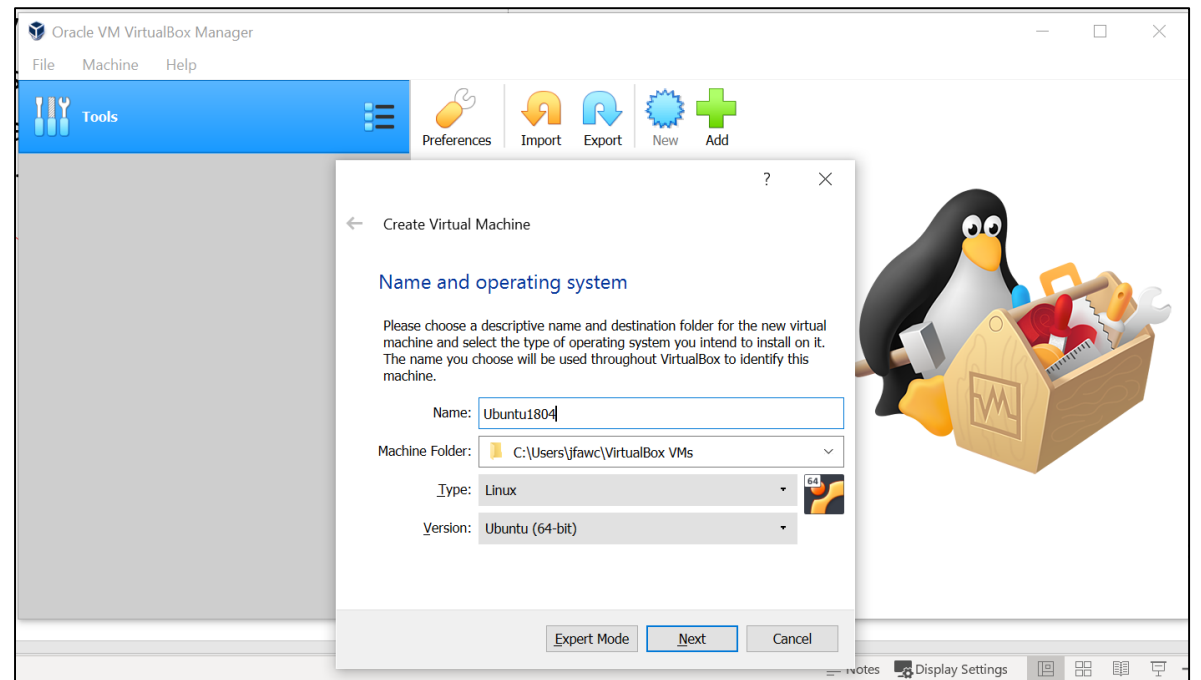 Oracle VM VirtualBox Manager
File Machine Help
Tools
Preferences Import Export New Add
?
Create Virtual Machine
Name and operating system
Please choose a descriptive name and destination folder for the new virtual
machine and select the type of operating system you intend to install on it.
The name you choose will be used throughout VirtualBox to identify this
machine.
Name: Ubuntu1804
Machine Folder: C:\Users\jfawc\VirtualBox VMs
Type: Linux
64
Version: Ubuntu (64-bit)
Expert Mode Next Cancel
Notes Display Settings